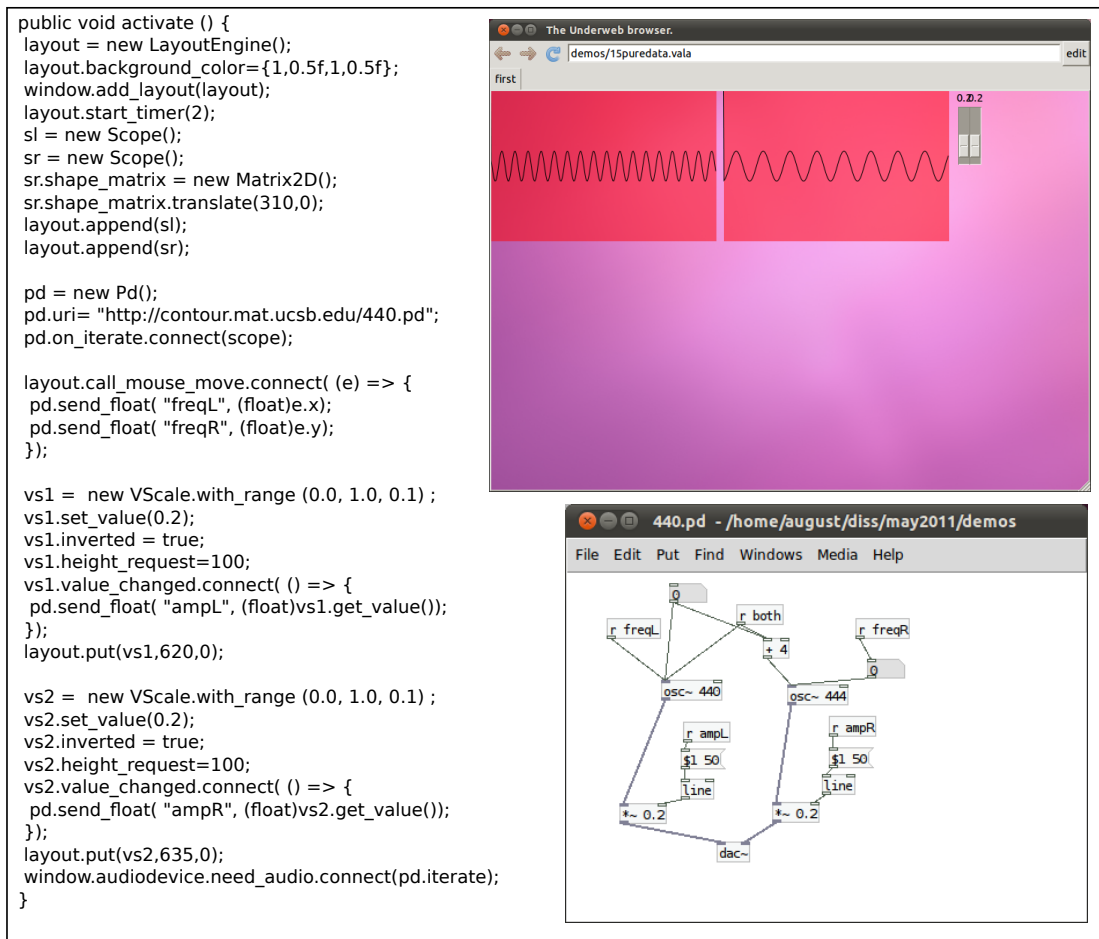 public void activate () {
layout = new LayoutEngine();
layout.background_color={1,0.5f,1,0.5f};
window.add_layout(layout);
layout.start_timer(2);
sl = new Scope();
sr = new Scope();
sr.shape_matrix = new Matrix2D();
sr.shape_matrix.translate(310,0);
layout.append(sl);
layout.append(sr);
pd = new Pd();
pd.uri= "http://contour.mat.ucsb.edu/440.pd";
pd.on_iterate.connect(scope);
layout.call_mouse_move.connect( (e) => {
pd.send_float( "freqL", (float)e.x);
pd.send_float( "freqR", (float)e.y);
});
vs1 =  new VScale.with_range (0.0, 1.0, 0.1) ;
vs1.set_value(0.2);
vs1.inverted = true;
vs1.height_request=100;
vs1.value_changed.connect( () => {
pd.send_float( "ampL", (float)vs1.get_value());
});
layout.put(vs1,620,0);
vs2 =  new VScale.with_range (0.0, 1.0, 0.1) ;
vs2.set_value(0.2);
vs2.inverted = true;
vs2.height_request=100;
vs2.value_changed.connect( () => {
pd.send_float( "ampR", (float)vs2.get_value());
});
layout.put(vs2,635,0);
window.audiodevice.need_audio.connect(pd.iterate);
}
The Underweb browser.
demos/15puredata.vala
edit
first
0.2 0.2
440.pd - /home/august/diss/may2011/demos
File Edit Put Find Windows Media Help
0
r both
r freqL
r freqR
+ 4
0
osc~ 440
osc~ 444
r ampL
r ampR
$1 50
$1 50
line
line
*~ 0.2
*~ 0.2
dac~